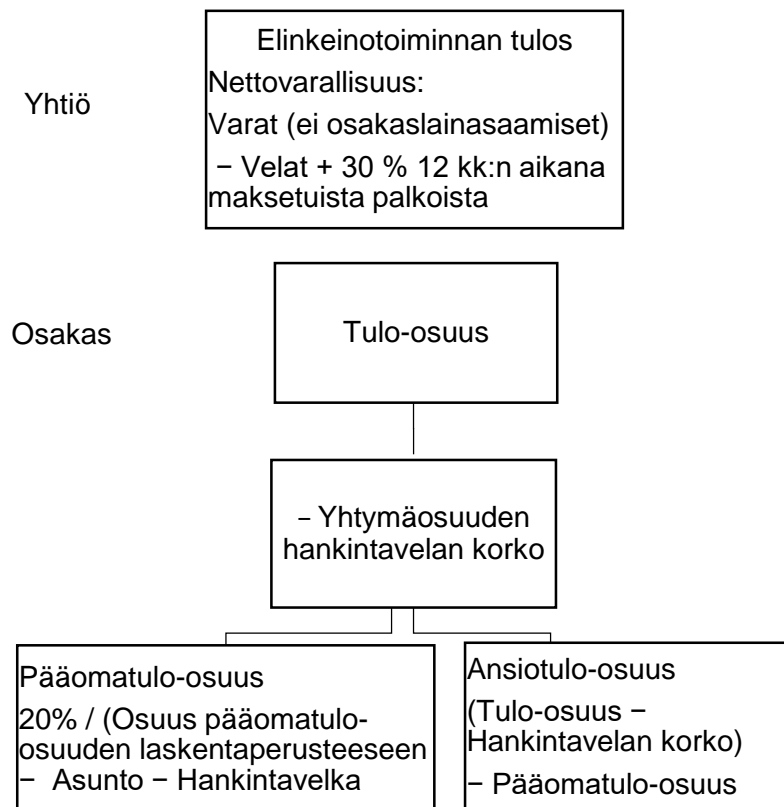 Elinkeinotoiminnan tulos
Yhtiö
Nettovarallisuus:
Varat (ei osakaslainasaamiset)
− Velat + 30 % 12 kk:n aikana
maksetuista palkoista
Osakas
Tulo-osuus
– Yhtymäosuuden
hankintavelan korko
Pääomatulo-osuus
20% / (Osuus pääomatulo-
osuuden laskentaperusteeseen
− Asunto − Hankintavelka
Ansiotulo-osuus
(Tulo-osuus −
Hankintavelan korko)
− Pääomatulo-osuus